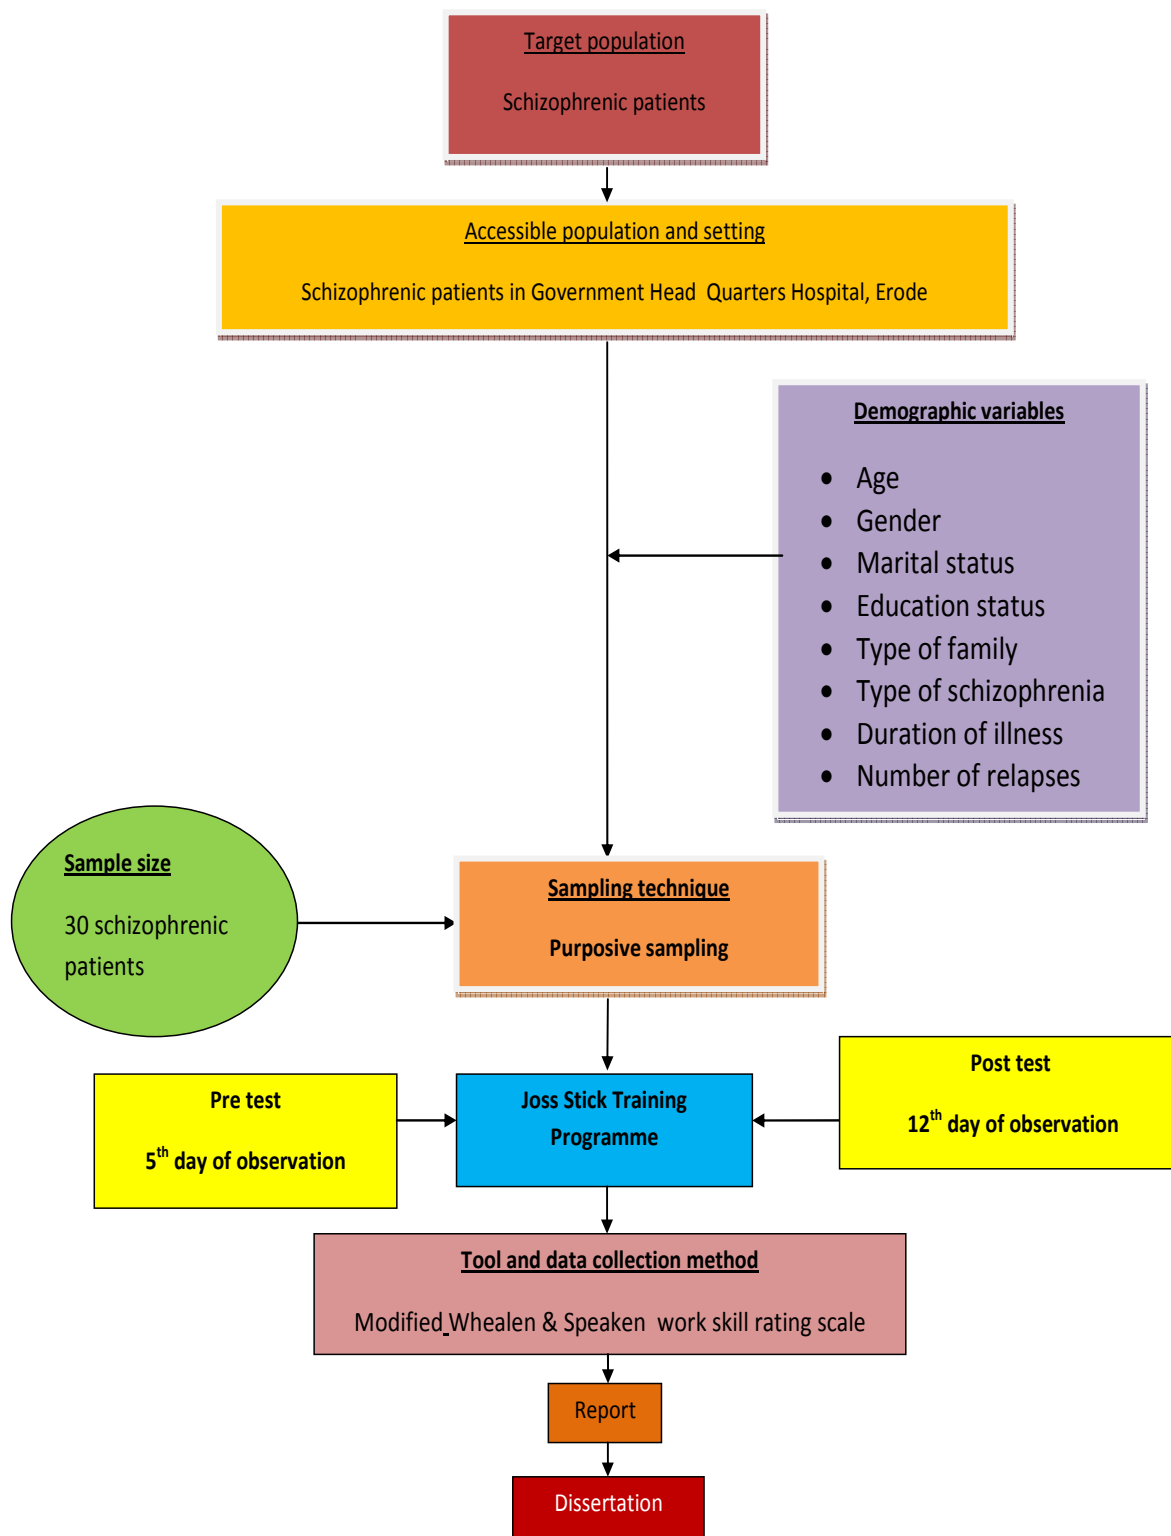 Target population
Schizophrenic patients
Accessible population and setting
Schizophrenic patients in Government Head Quarters Hospital, Erode
Demographic variables
• Age
• Gender
• Marital status
• Education status
• Type of family
• Type of schizophrenia
• Duration of illness
• Number of relapses
Sample size
30 schizophrenic
patients
Sampling technique
Purposive sampling
Pre test
5th day of observation
Joss Stick Training
Programme
Post test
12th day of observation
Tool and data collection method
Modified Whealen & Speaken work skill rating scale
Report
Dissertation